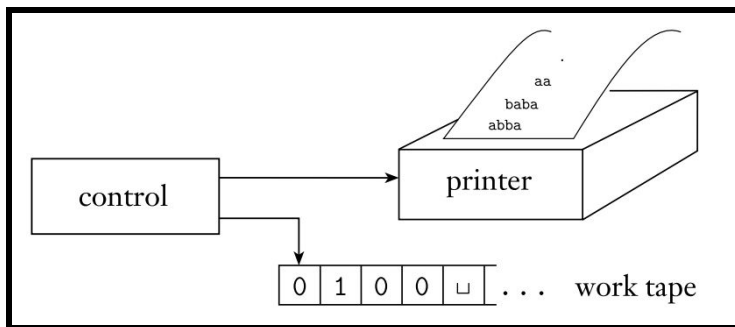 .
aa
baba
abba
control
printer
0 1 0 0 ⊔ . . . work tape